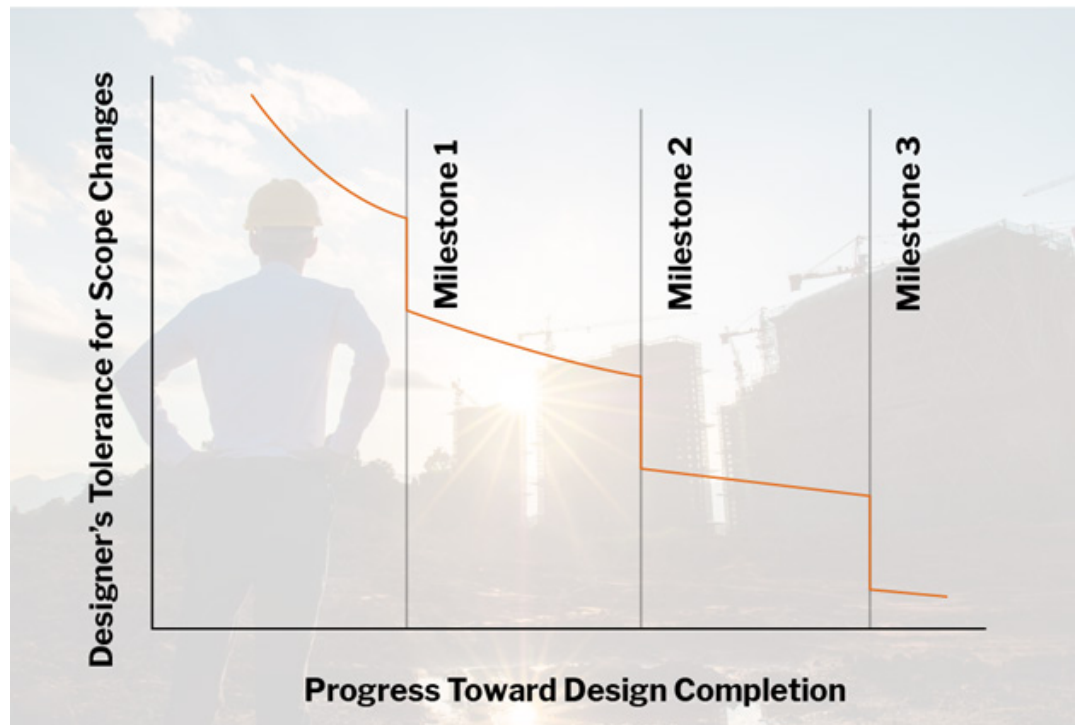 Designer's Tolerance for Scope Changes
Milestone 1
Milestone 2
Milestone 3
Progress Toward Design Completion